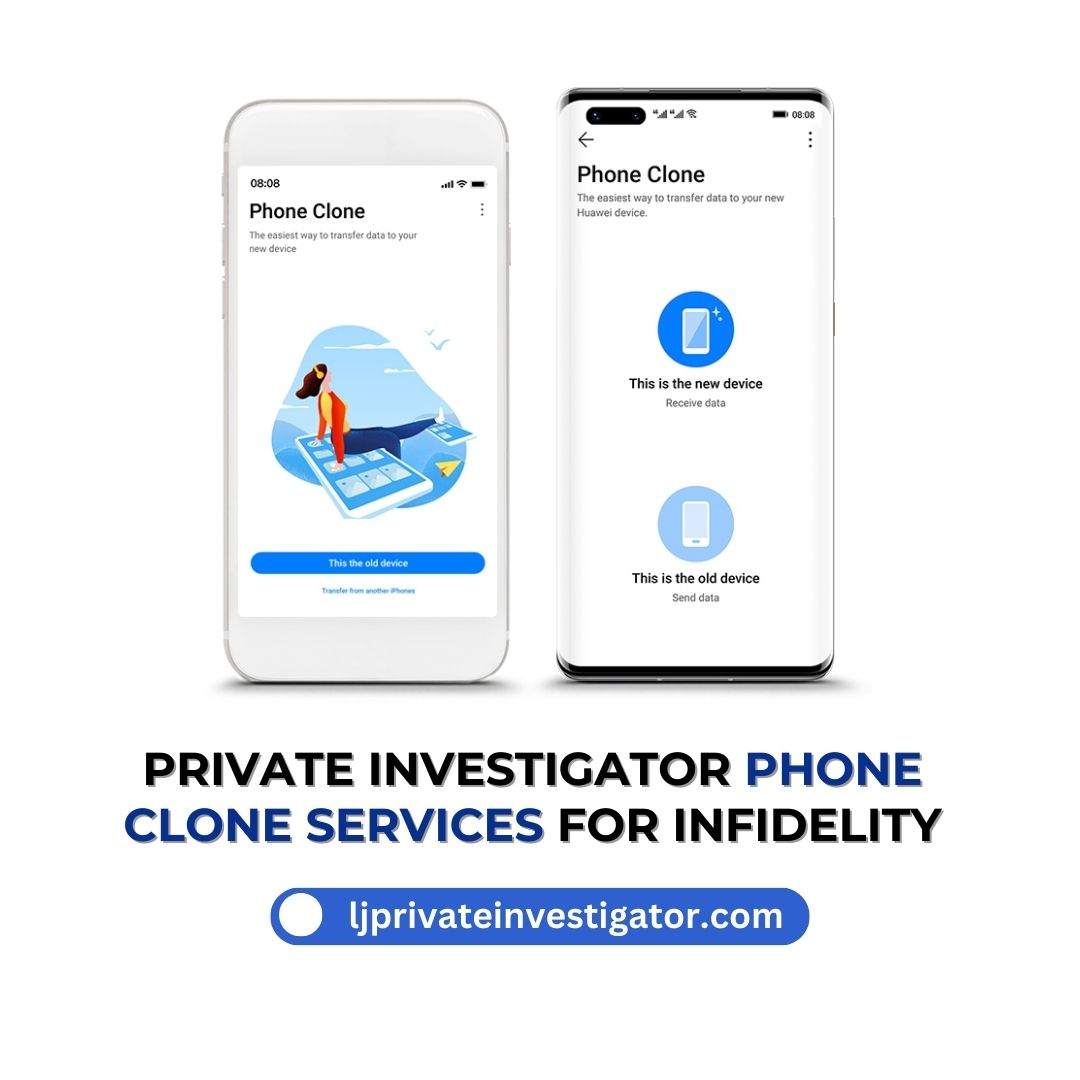 08:08
Phone Clone
The easiest way to transfer data to your
new device
This the old device
Transfer from another iPhones
08:08
Phone Clone
The easiest way to transfer data to your new
Huawei device.
This is the new device
Receive data
This is the old device
Send data
PRIVATE INVESTIGATOR PHONE
CLONE SERVICES FOR INFIDELITY
ljprivateinvestigator.com